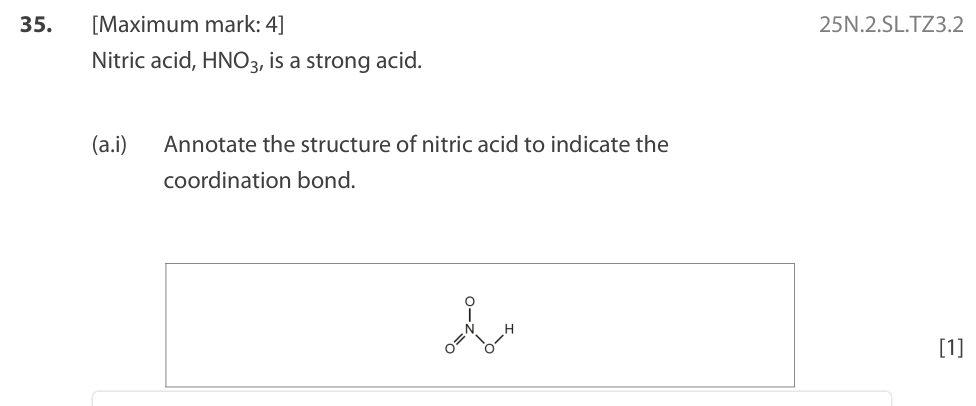 35. [Maximum mark: 4] 25N.2.SL.TZ3.2
Nitric acid, HNO₃, is a strong acid.
(a.i) Annotate the structure of nitric acid to indicate the
coordination bond.
O
N H
O O
[1]